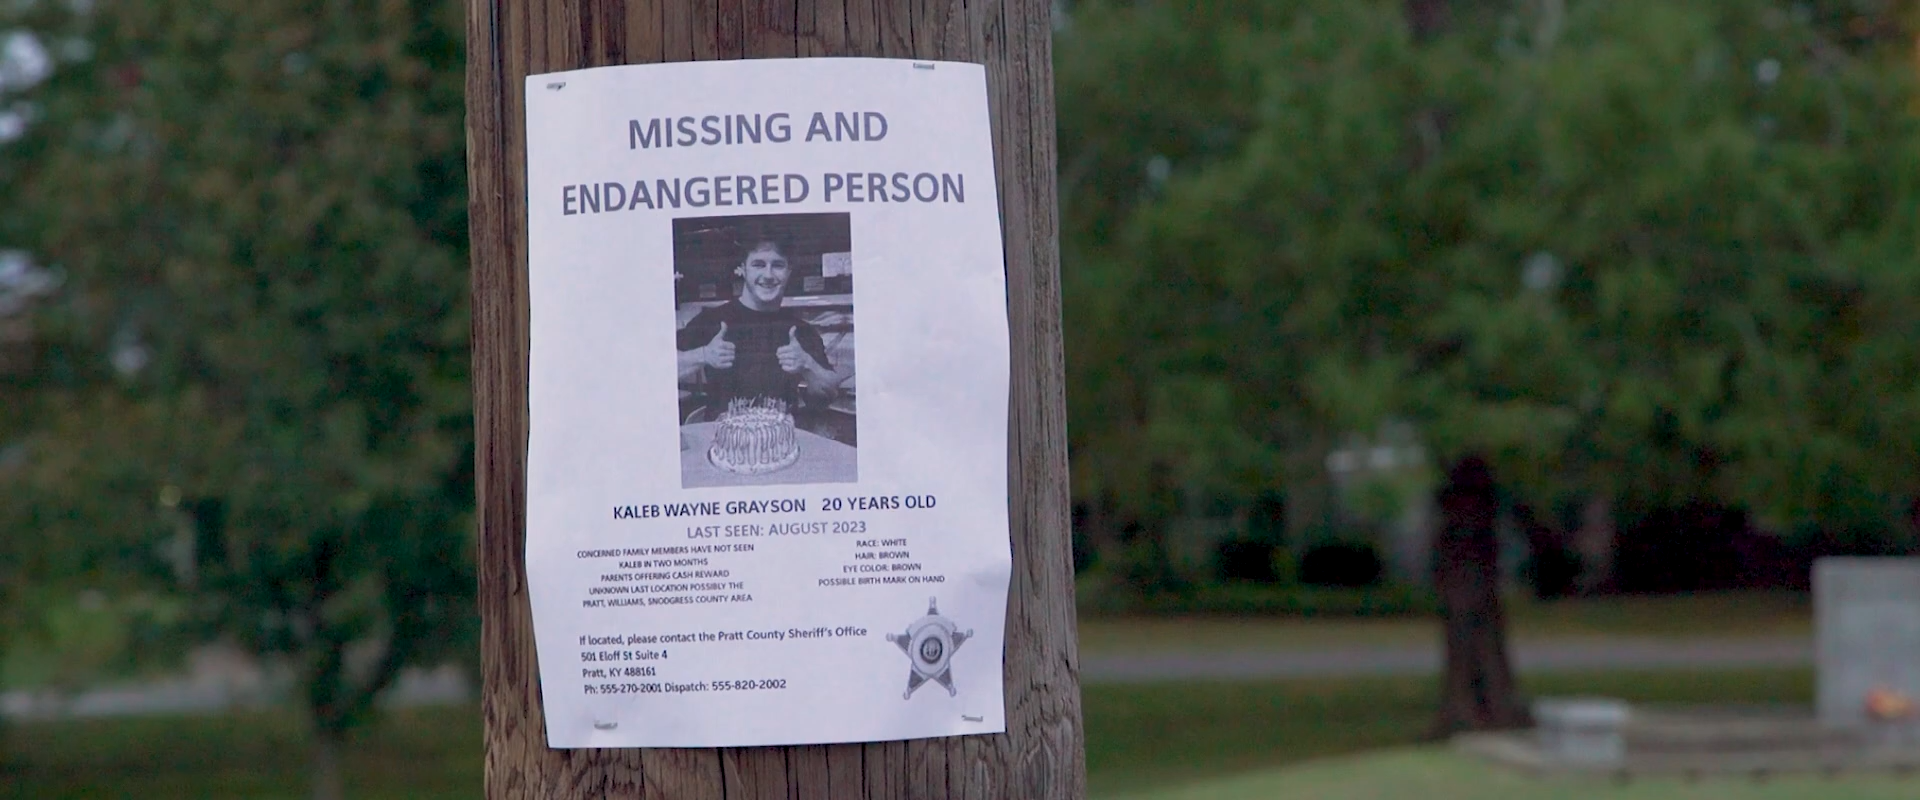 MISSING AND
ENDANGERED PERSON
KALEB WAYNE GRAYSON 20 YEARS OLD
LAST SEEN: AUGUST 2023
CONCERNED FAMILY MEMBERS HAVE NOT SEEN
KALEB IN TWO MONTHS
PARENTS OFFERING CASH REWARD
UNKNOWN LAST LOCATION POSSIBLY THE
PRATT, WILLIAMS, SNODGRESS COUNTY AREA
RACE: WHITE
HAIR: BROWN
EYE COLOR: BROWN
POSSIBLE BIRTH MARK ON HAND
If located, please contact the Pratt County Sheriff's Office
501 Eloff St Suite 4
Pratt, KY 488161
Ph: 555-270-2001 Dispatch: 555-820-2002